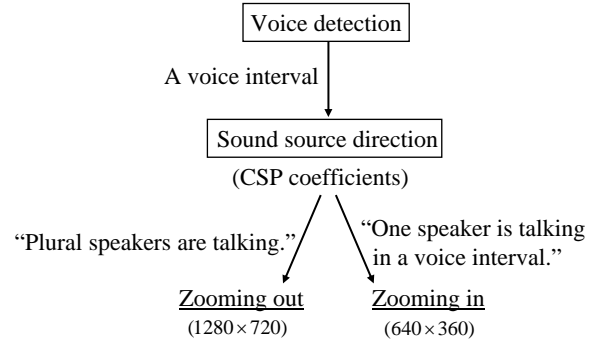 Voice detection
A voice interval
Sound source direction
(CSP coefficients)
“Plural speakers are talking.”
“One speaker is talking
in a voice interval.”
Zooming out
(1280×720)
Zooming in
(640×360)